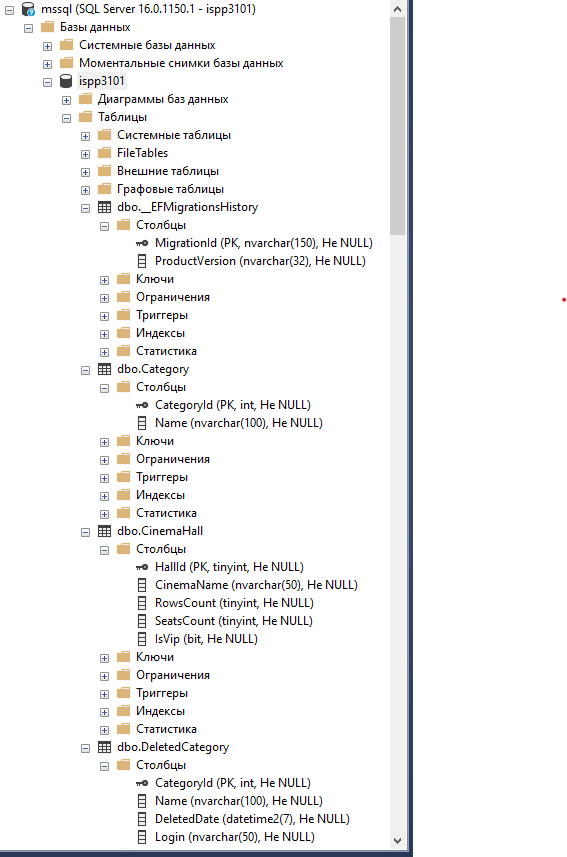 mssql (SQL Server 16.0.1150.1 - ispp3101)
Базы данных
Системные базы данных
Моментальные снимки базы данных
ispp3101
Диаграммы баз данных
Таблицы
Системные таблицы
FileTables
Внешние таблицы
Графовые таблицы
dbo.__EFMigrationsHistory
Столбцы
MigrationId (PK, nvarchar(150), Не NULL)
ProductVersion (nvarchar(32), Не NULL)
Ключи
Ограничения
Триггеры
Индексы
Статистика
dbo.Category
Столбцы
CategoryId (PK, int, Не NULL)
Name (nvarchar(100), Не NULL)
Ключи
Ограничения
Триггеры
Индексы
Статистика
dbo.CinemaHall
Столбцы
HallId (PK, tinyint, Не NULL)
CinemaName (nvarchar(50), Не NULL)
RowsCount (tinyint, Не NULL)
SeatsCount (tinyint, Не NULL)
IsVip (bit, Не NULL)
Ключи
Ограничения
Триггеры
Индексы
Статистика
dbo.DeletedCategory
Столбцы
CategoryId (PK, int, Не NULL)
Name (nvarchar(100), Не NULL)
DeletedDate (datetime2(7), Не NULL)
Login (nvarchar(50), Не NULL)